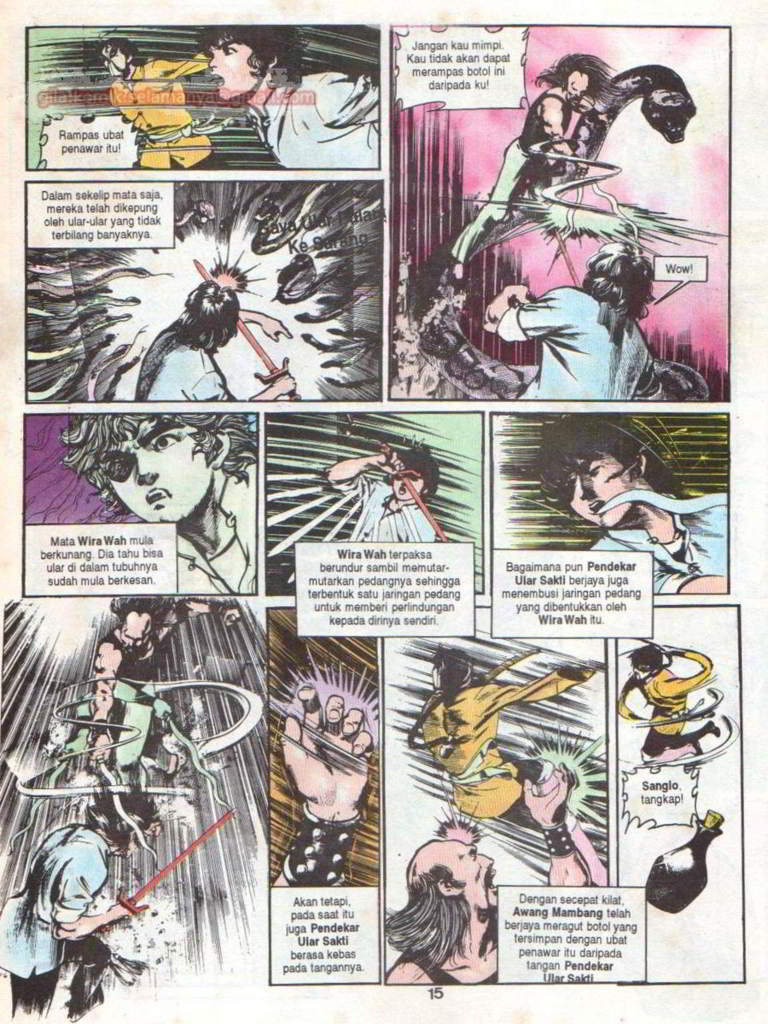 gilakomikselamanya@gmail.com
Rampas ubat
penawar itu!
Jangan kau mimpi.
Kau tidak akan dapat
merampas botol ini
daripada ku!
Wow!
Dalam sekelip mata saja,
mereka telah dikepung
oleh ular-ular yang tidak
terbilang banyaknya.
Ke Sarang
Mata Wira Wah mula
berkunang. Dia tahu bisa
ular di dalam tubuhnya
sudah mula berkesan.
Wira Wah terpaksa
berundur sambil memutar-
mutarkan pedangnya sehingga
terbentuk satu jaringan pedang
untuk memberi perlindungan
kepada dirinya sendiri.
Bagaimana pun Pendekar
Ular Sakti berjaya juga
menembusi jaringan pedang
yang dibentukkan oleh
Wira Wah itu.
Akan tetapi,
pada saat itu
juga Pendekar
Ular Sakti
berasa kebas
pada tangannya.
Dengan secepat kilat,
Awang Mambang telah
berjaya meragut botol yang
tersimpan dengan ubat
penawar itu daripada
tangan Pendekar
Ular Sakti
Sanglo,
tangkap!
15